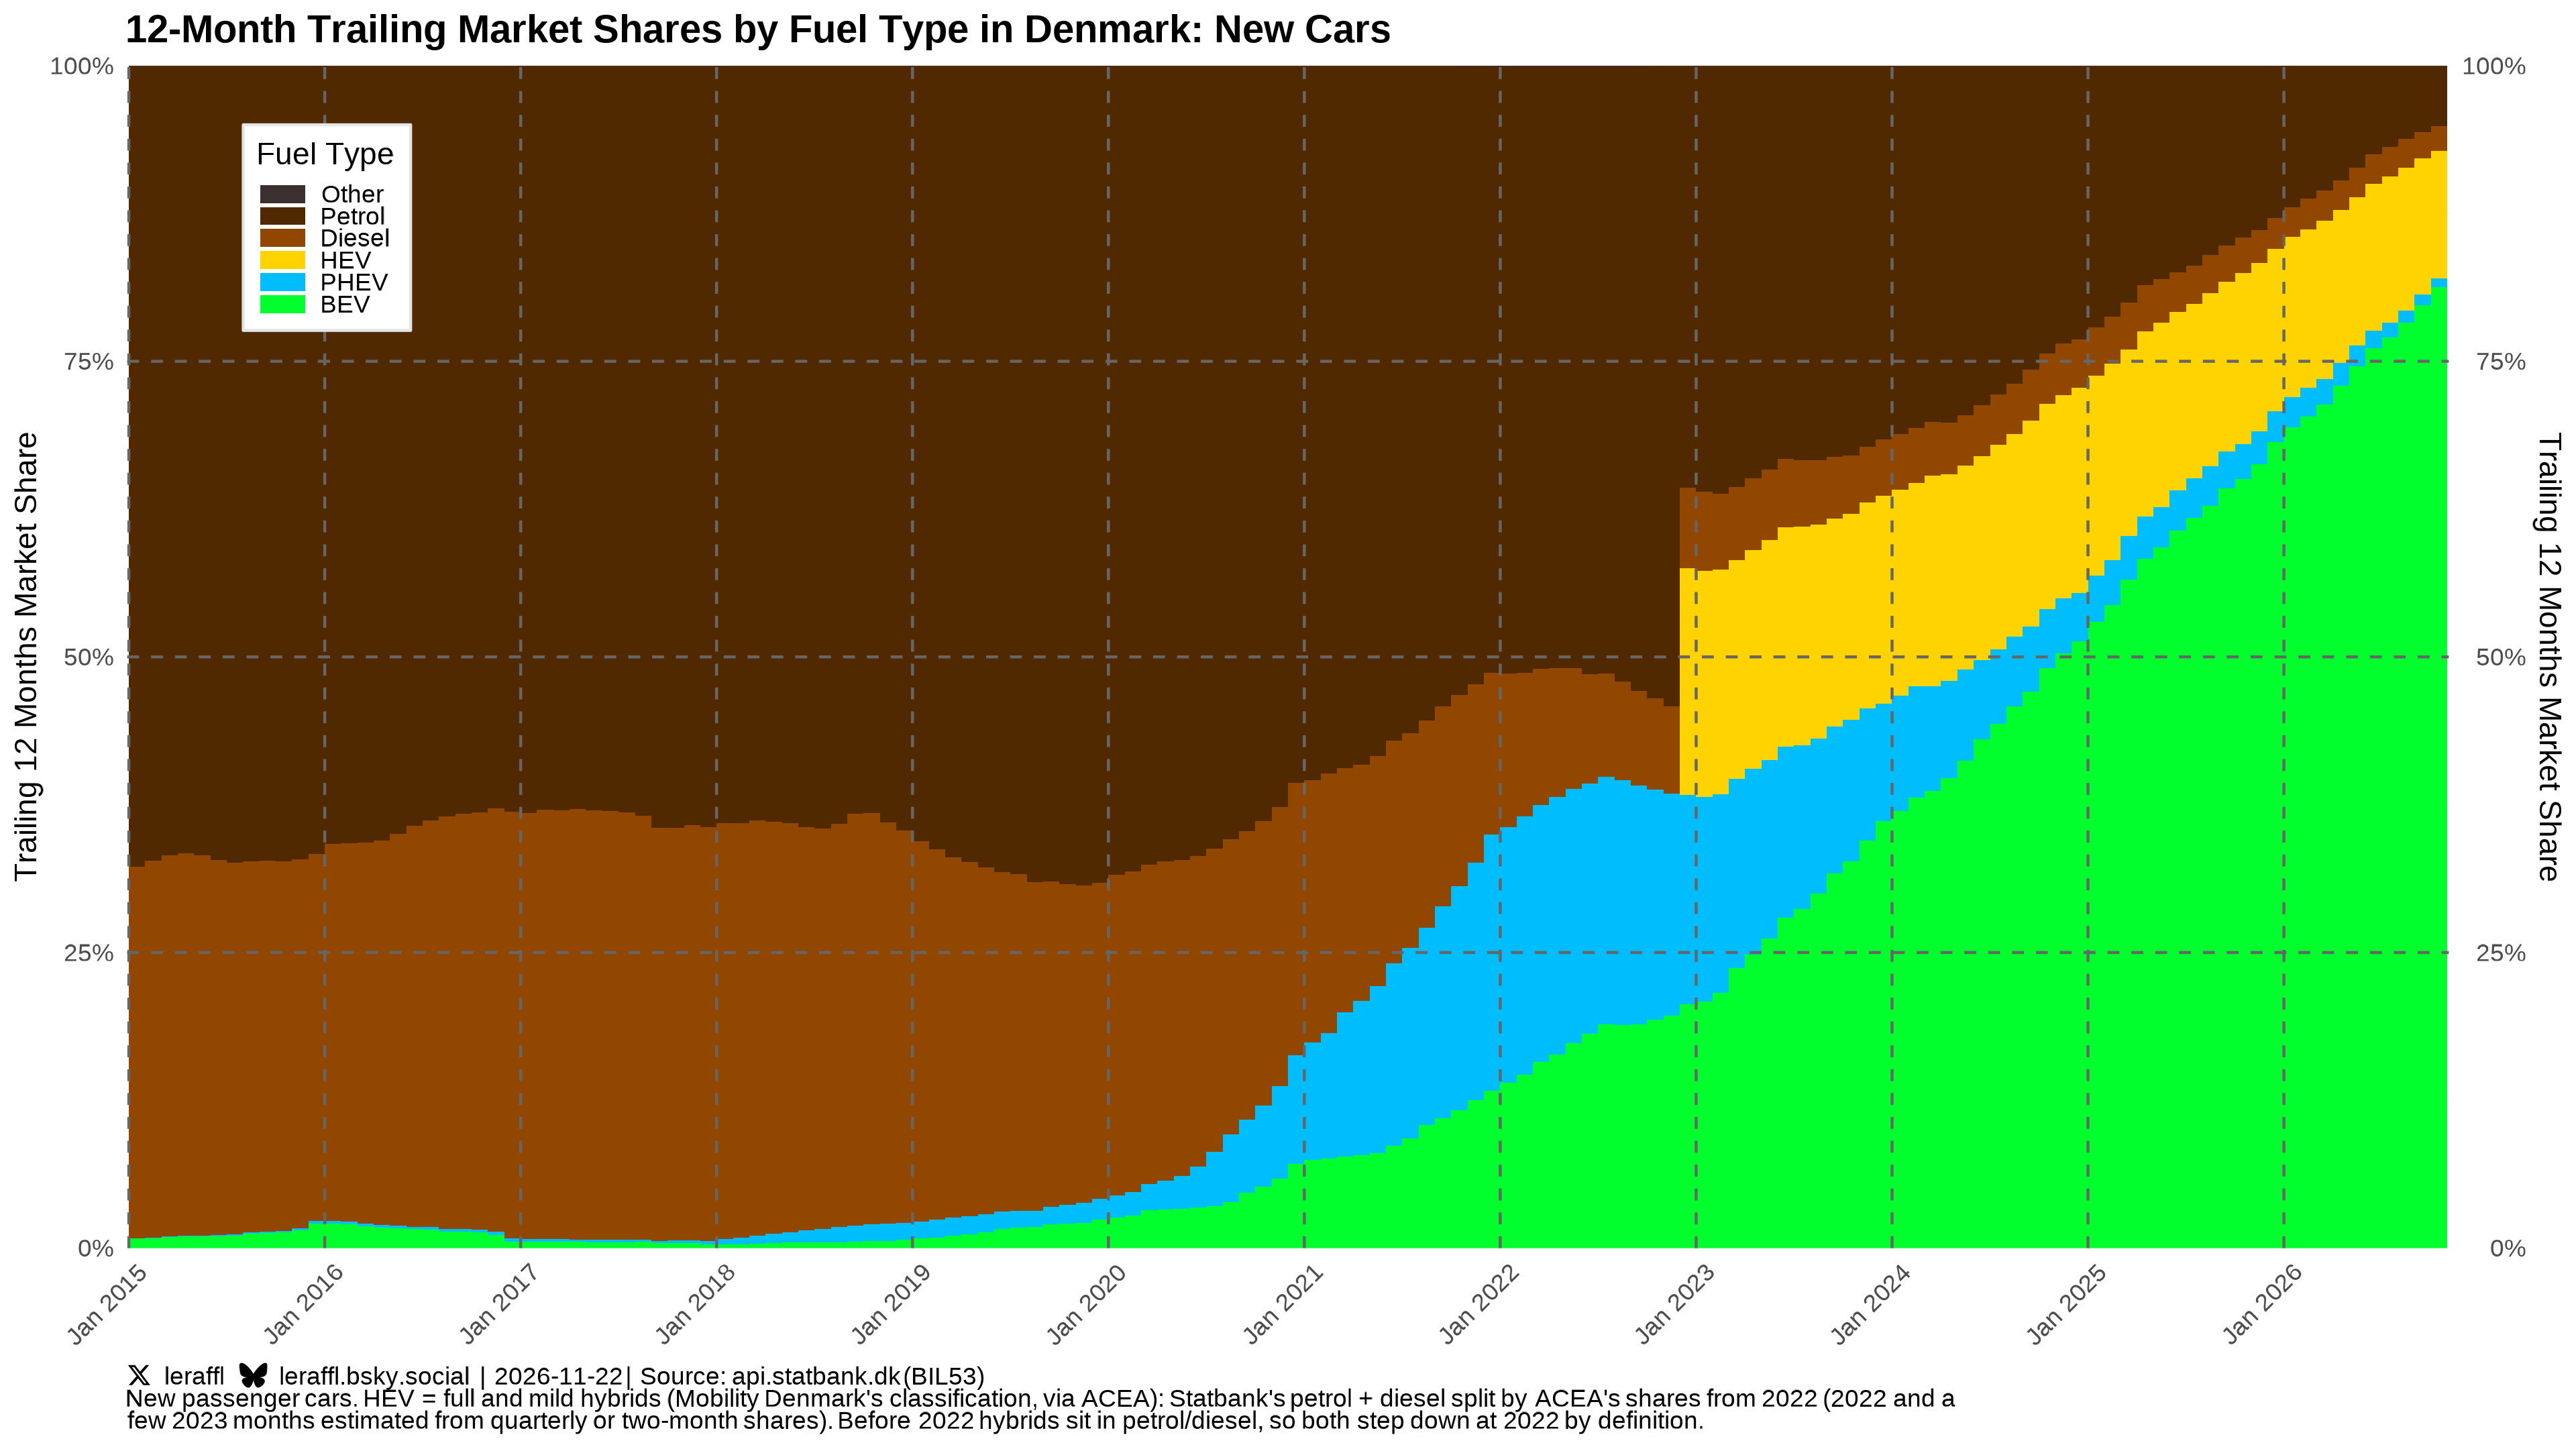 12-Month Trailing Market Shares by Fuel Type in Denmark: New Cars
100%
100%
Fuel Type
Other
Petrol
Diesel
HEV
PHEV
BEV
75%
75%
Trailing 12 Months Market Share
Trailing 12 Months Market Share
50%
50%
25%
25%
0%
0%
Jan 2015
Jan 2016
Jan 2017
Jan 2018
Jan 2019
Jan 2020
Jan 2021
Jan 2022
Jan 2023
Jan 2024
Jan 2025
Jan 2026
leraffl leraffl.bsky.social | 2026-11-22| Source: api.statbank.dk(BIL53)
New passenger cars. HEV = full and mild hybrids (Mobility Denmark's classification, via ACEA): Statbank's petrol + diesel split by ACEA's shares from 2022 (2022 and a
few 2023 months estimated from quarterly or two-month shares). Before 2022 hybrids sit in petrol/diesel, so both step down at 2022 by definition.